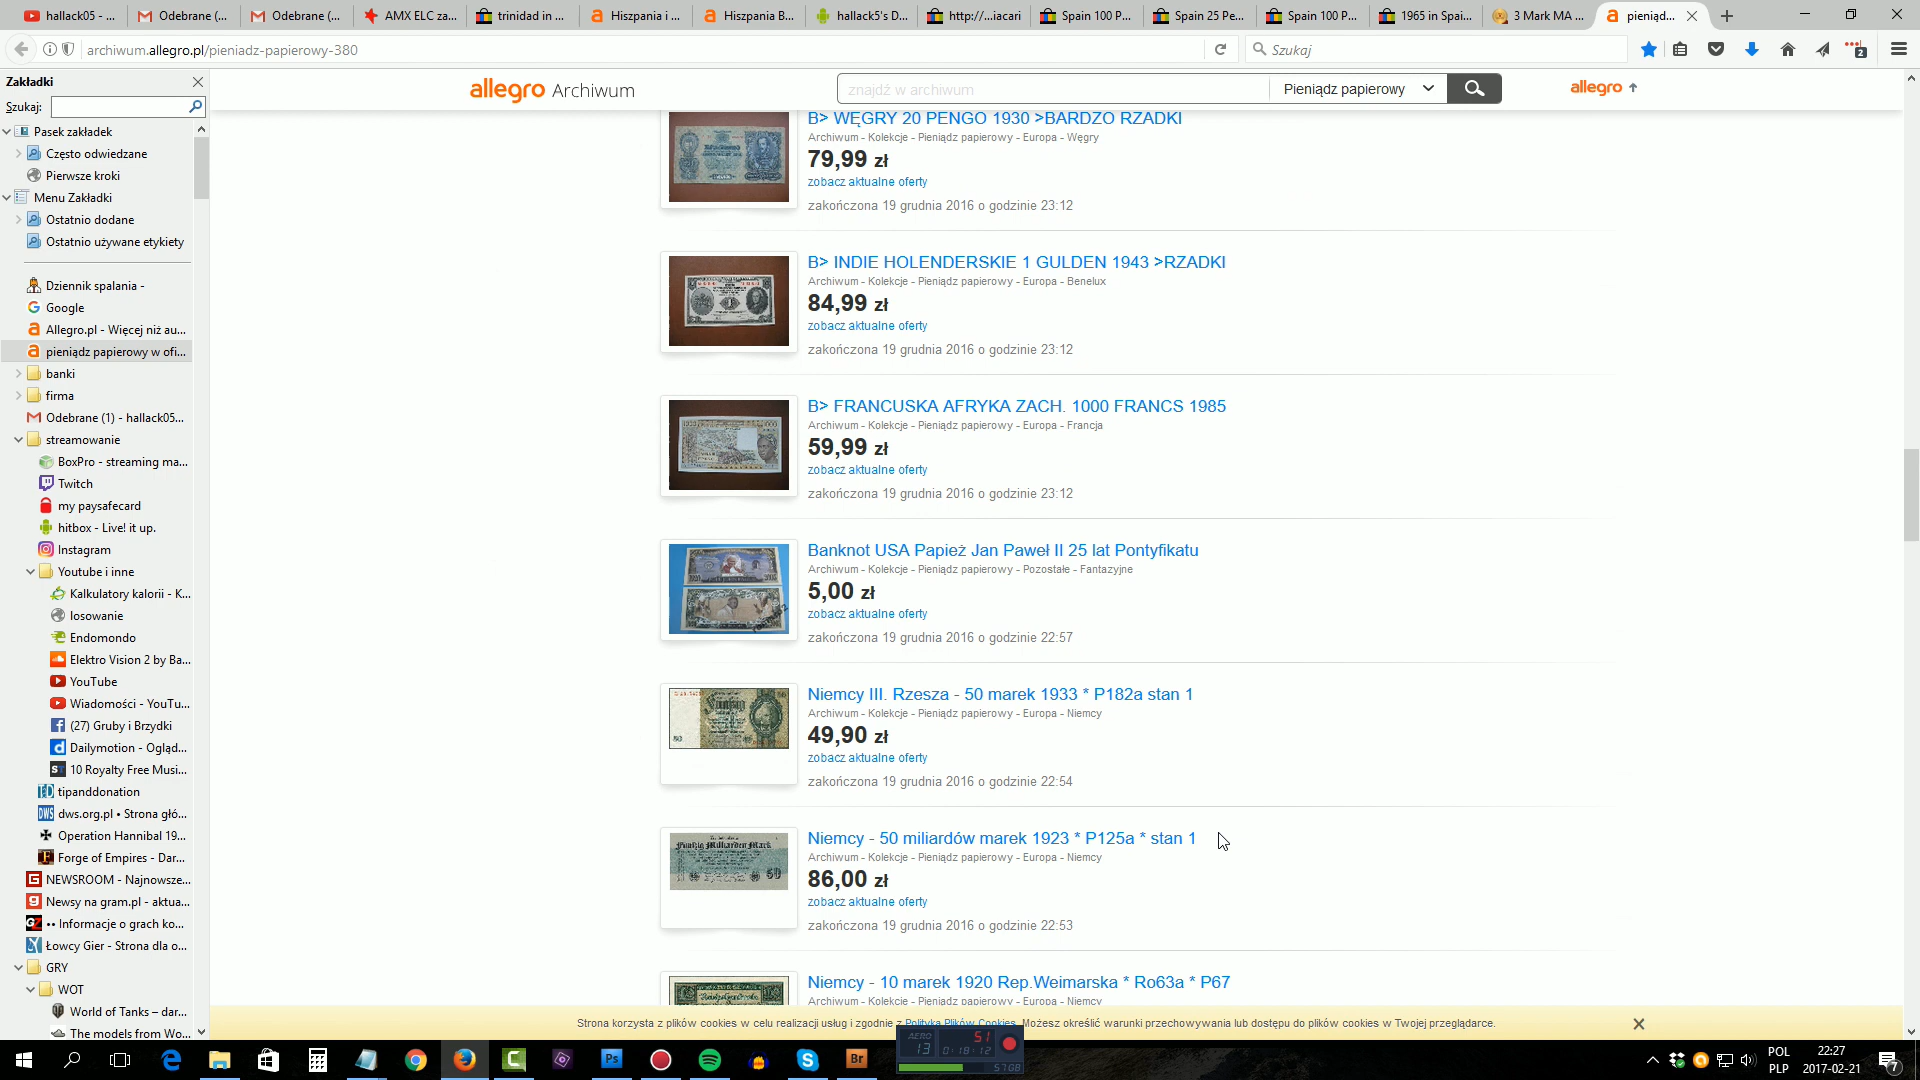 hallack05 - ...
Odebrane (...
Odebrane (...
AMX ELC za...
trinidad in ...
Hiszpania i ...
Hiszpania B...
hallack5's D...
http://...iacari
Spain 100 P...
Spain 25 Pe...
Spain 100 P...
1965 in Spai...
3 Mark MA ...
pieniąd...
archiwum.allegro.pl/pieniadz-papierowy-380
Szukaj
Zakładki
Szukaj:
Pasek zakładek
Często odwiedzane
Pierwsze kroki
Menu Zakładki
Ostatnio dodane
Ostatnio używane etykiety
Dziennik spalania -
Google
Allegro.pl - Więcej niż au...
pieniądz papierowy w ofi...
banki
firma
Odebrane (1) - hallack05...
streamowanie
BoxPro - streaming ma...
Twitch
my paysafecard
hitbox - Live! it up.
Instagram
Youtube i inne
Kalkulatory kalorii - K...
losowanie
Endomondo
Elektro Vision 2 by Ba...
YouTube
Wiadomości - YouTu...
(27) Gruby i Brzydki
Dailymotion - Ogląd...
10 Royalty Free Musi...
tipanddonation
dws.org.pl • Strona głó...
Operation Hannibal 19...
Forge of Empires - Dar...
NEWSROOM - Najnowsze...
Newsy na gram.pl - aktua...
•• Informacje o grach ko...
Łowcy Gier - Strona dla o...
GRY
WOT
World of Tanks – dar...
The models from Wo...
allegro Archiwum
znajdź w archiwum
Pieniądz papierowy
allegro
B> WĘGRY 20 PENGO 1930 >BARDZO RZADKI
Archiwum - Kolekcje - Pieniądz papierowy - Europa - Węgry
79,99 zł
zobacz aktualne oferty
zakończona 19 grudnia 2016 o godzinie 23:12
B> INDIE HOLENDERSKIE 1 GULDEN 1943 >RZADKI
Archiwum - Kolekcje - Pieniądz papierowy - Europa - Benelux
84,99 zł
zobacz aktualne oferty
zakończona 19 grudnia 2016 o godzinie 23:12
B> FRANCUSKA AFRYKA ZACH. 1000 FRANCS 1985
Archiwum - Kolekcje - Pieniądz papierowy - Europa - Francja
59,99 zł
zobacz aktualne oferty
zakończona 19 grudnia 2016 o godzinie 23:12
Banknot USA Papież Jan Paweł II 25 lat Pontyfikatu
Archiwum - Kolekcje - Pieniądz papierowy - Pozostałe - Fantazyjne
5,00 zł
zobacz aktualne oferty
zakończona 19 grudnia 2016 o godzinie 22:57
Niemcy III. Rzesza - 50 marek 1933 * P182a stan 1
Archiwum - Kolekcje - Pieniądz papierowy - Europa - Niemcy
49,90 zł
zobacz aktualne oferty
zakończona 19 grudnia 2016 o godzinie 22:54
Niemcy - 50 miliardów marek 1923 * P125a * stan 1
Archiwum - Kolekcje - Pieniądz papierowy - Europa - Niemcy
86,00 zł
zobacz aktualne oferty
zakończona 19 grudnia 2016 o godzinie 22:53
Niemcy - 10 marek 1920 Rep.Weimarska * Ro63a * P67
Archiwum - Kolekcje - Pieniądz papierowy - Europa - Niemcy
Strona korzysta z plików cookies w celu realizacji usług i zgodnie z Polityką Plików Cookies. Możesz określić warunki przechowywania lub dostępu do plików cookies w Twojej przeglądarce.
AERO
13
51
0:18:12
57GB
POL
PLP
22:27
2017-02-21
7